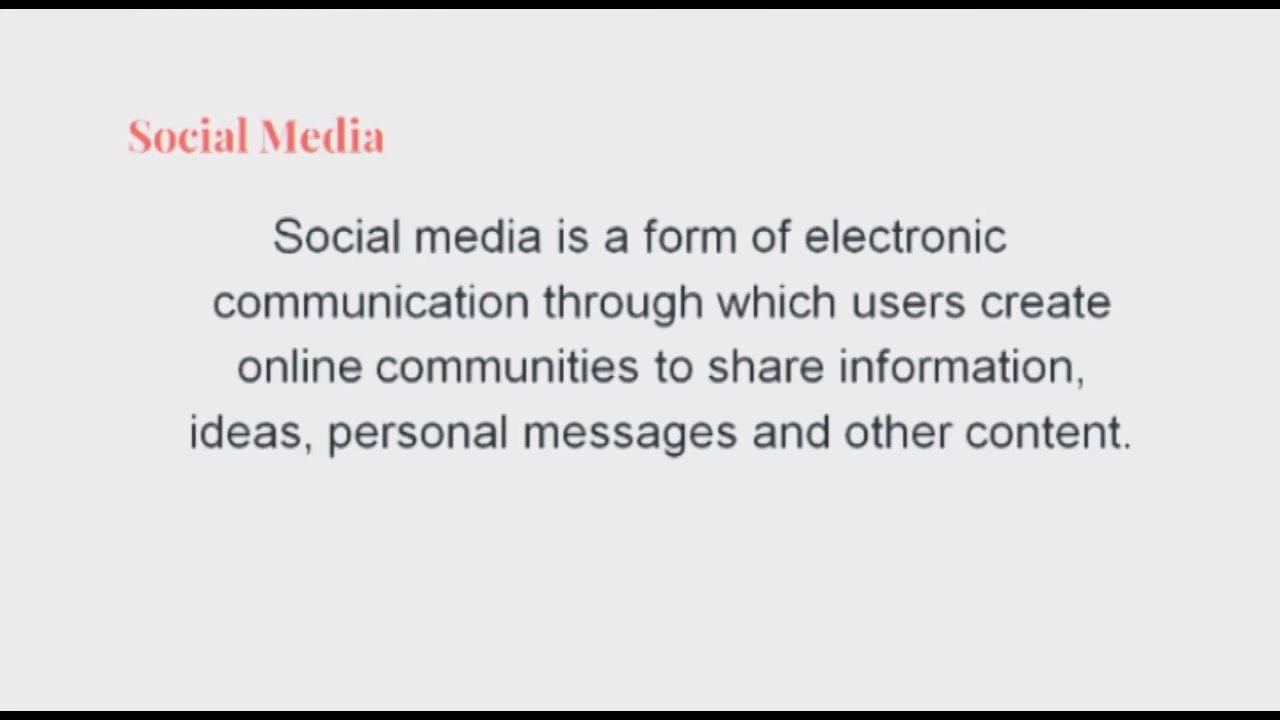 Social Media
Social media is a form of electronic
communication through which users create
online communities to share information,
ideas, personal messages and other content.